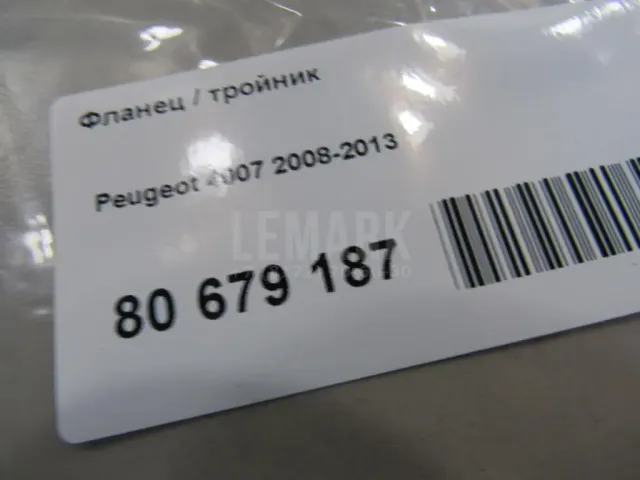 Фланец / тройник
Peugeot 4007 2008-2013
LEMARK
80 679 187